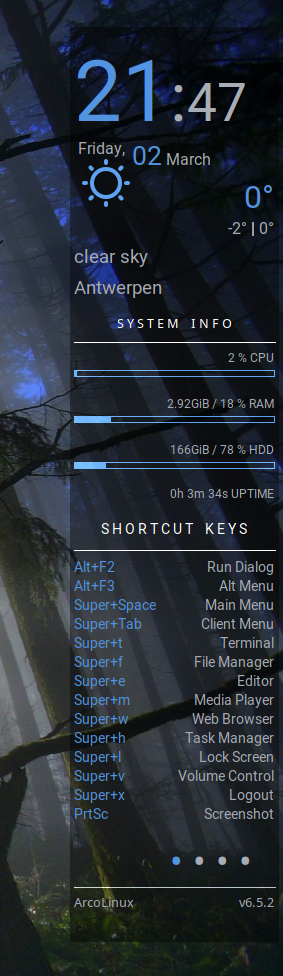 21:47
Friday, 02 March
0°
-2° | 0°
clear sky
Antwerpen
SYSTEM INFO
2 % CPU
2.92GiB / 18 % RAM
166GiB / 78 % HDD
0h 3m 34s UPTIME
SHORTCUT KEYS
Alt+F2 Run Dialog
Alt+F3 Alt Menu
Super+Space Main Menu
Super+Tab Client Menu
Super+t Terminal
Super+f File Manager
Super+e Editor
Super+m Media Player
Super+w Web Browser
Super+h Task Manager
Super+l Lock Screen
Super+v Volume Control
Super+x Logout
PrtSc Screenshot
ArcoLinux v6.5.2